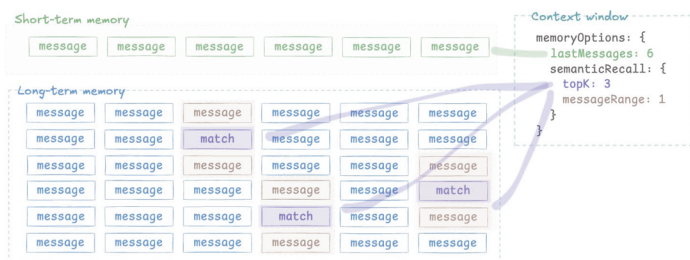 Short-term memory
message message message message message message
Long-term memory
message message message message message message
message message match message message message
message message message message message message
message message message message message match
message message message match message message
message message message message message message
Context window
memoryOptions: {
lastMessages: 6
semanticRecall: {
topK: 3
messageRange: 1
}
}